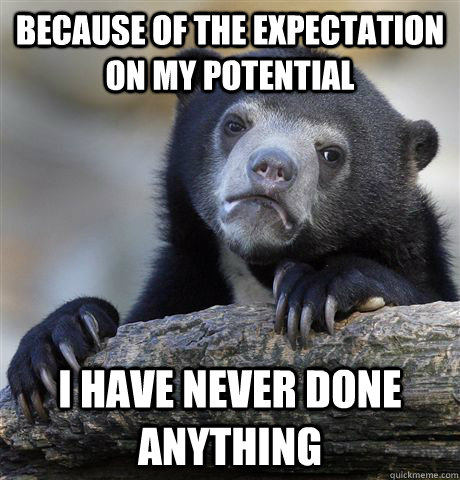 BECAUSE OF THE EXPECTATION
ON MY POTENTIAL
I HAVE NEVER DONE
ANYTHING
quickmeme.com